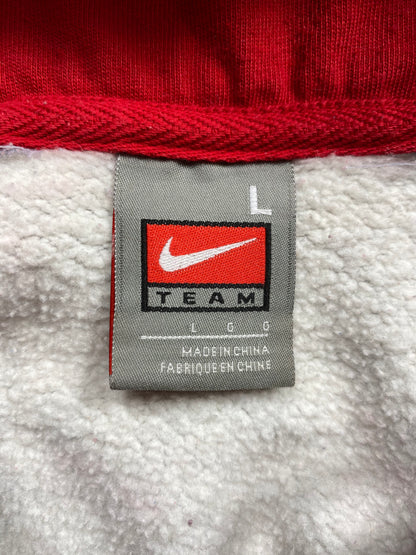 L
TEAM
L G G
MADE IN CHINA
FABRIQUE EN CHINE